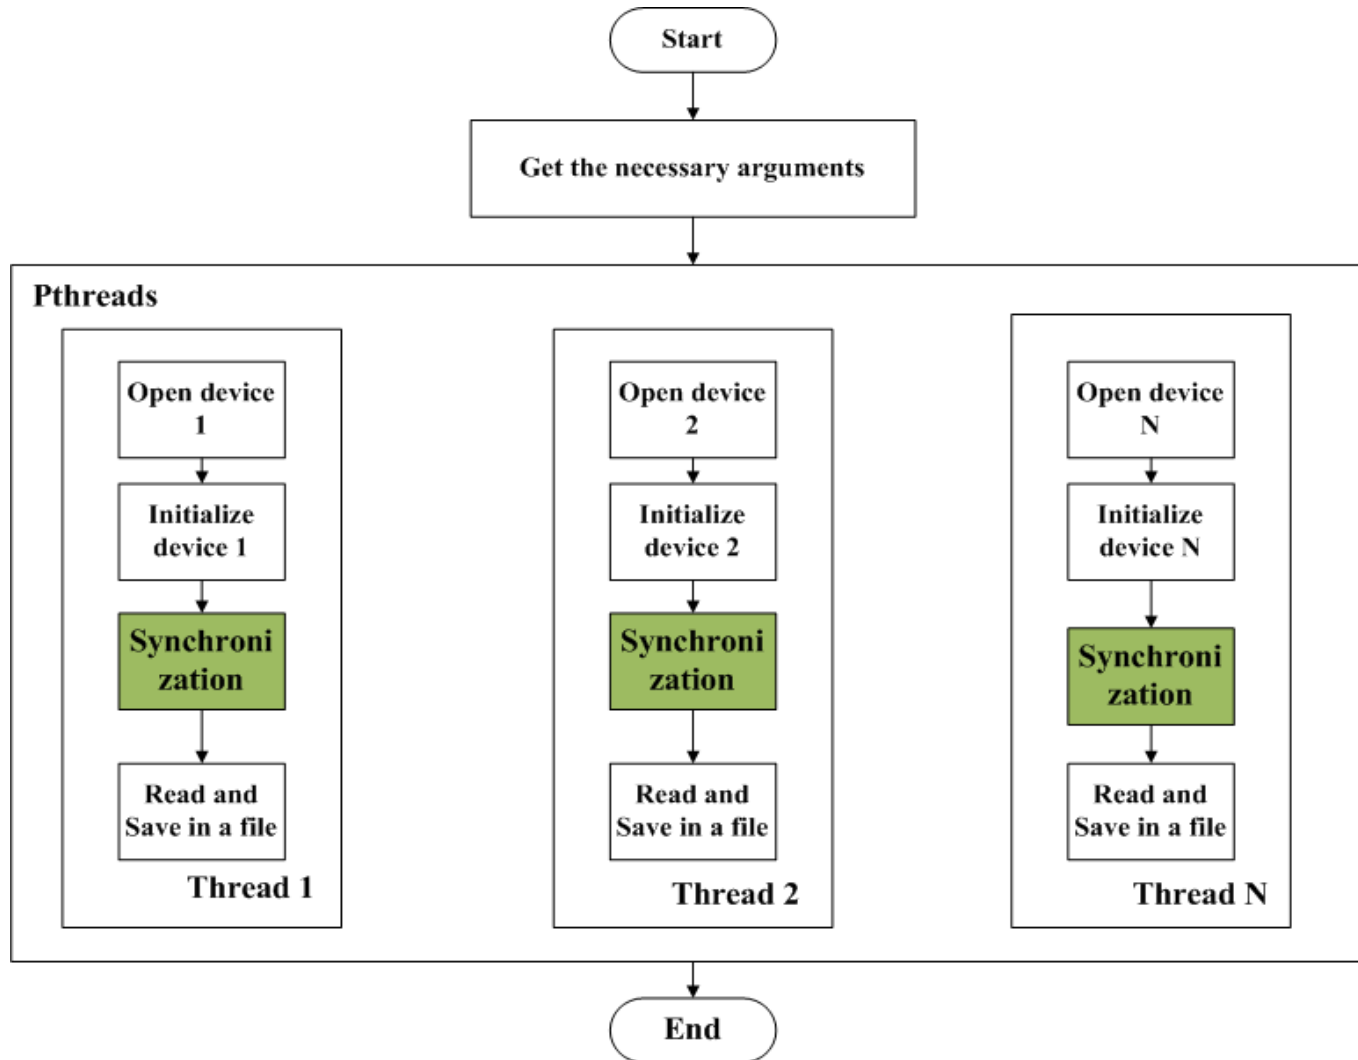 Start
Get the necessary arguments
Pthreads
Open device
1
Initialize
device 1
Synchroni
zation
Read and
Save in a file
Thread 1
Open device
2
Initialize
device 2
Synchroni
zation
Read and
Save in a file
Thread 2
Open device
N
Initialize
device N
Synchroni
zation
Read and
Save in a file
Thread N
End